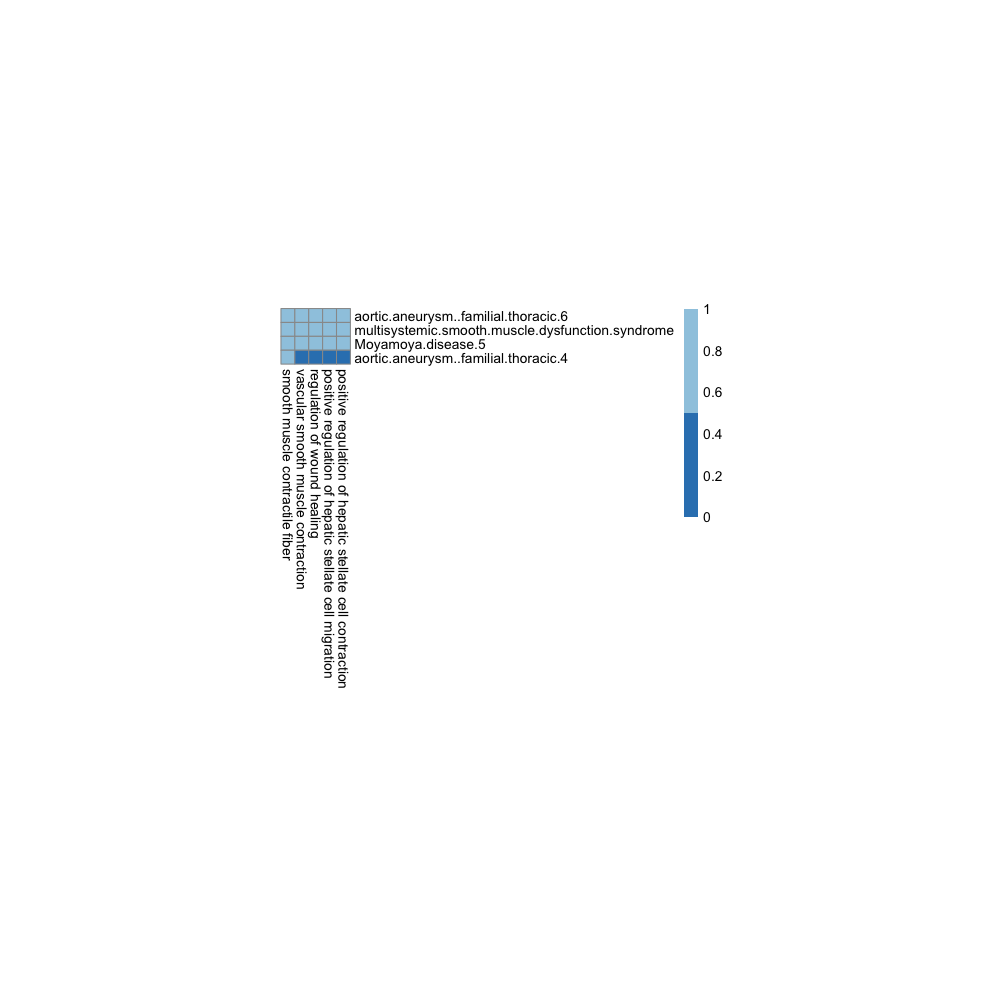 aortic.aneurysm..familial.thoracic.6
multisystemic.smooth.muscle.dysfunction.syndrome
Moyamoya.disease.5
aortic.aneurysm..familial.thoracic.4
smooth muscle contractile fiber
vascular smooth muscle contraction
regulation of wound healing
positive regulation of hepatic stellate cell migration
positive regulation of hepatic stellate cell contraction
1
0.8
0.6
0.4
0.2
0